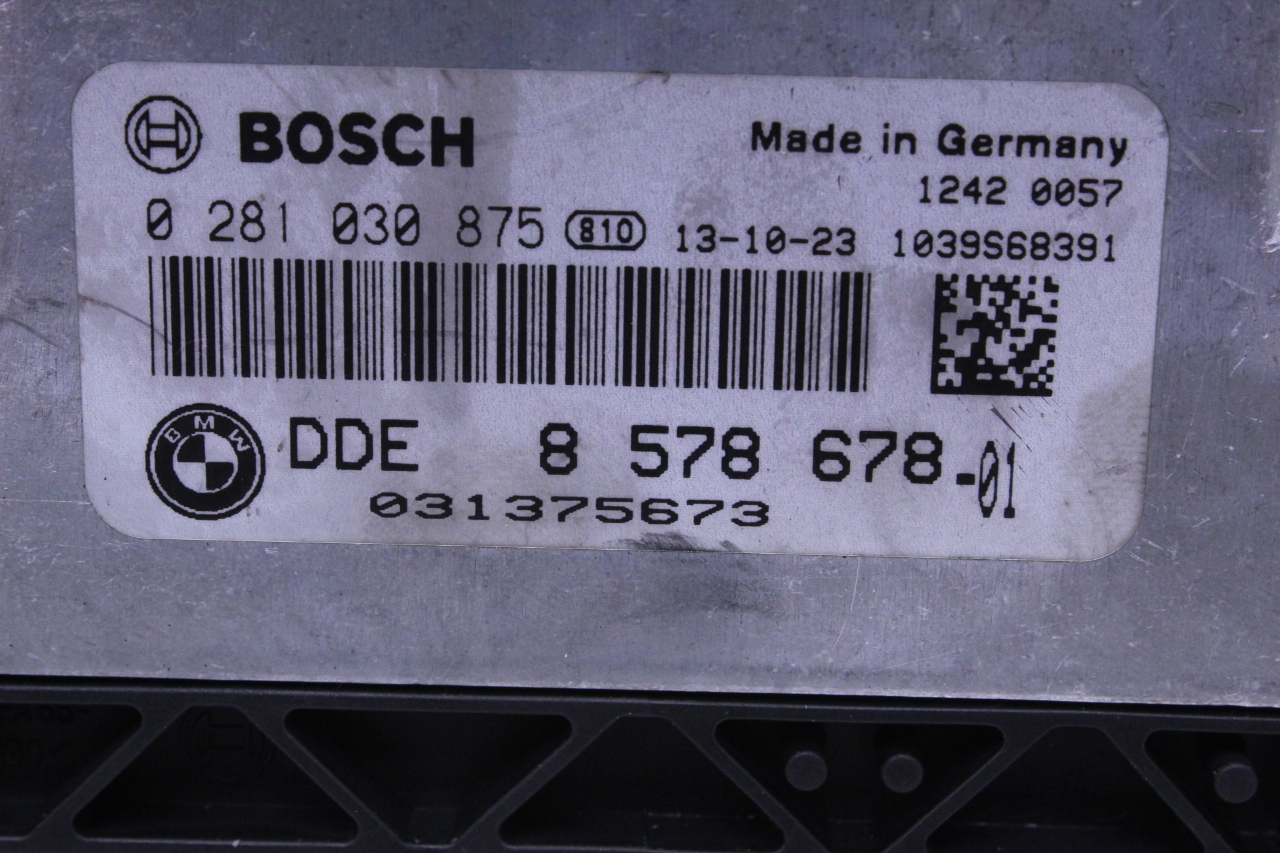 BOSCH
Made in Germany
1242 0057
0 281 030 875 810 13-10-23 1039S68391
BMW
DDE 8 578 678-01
031375673